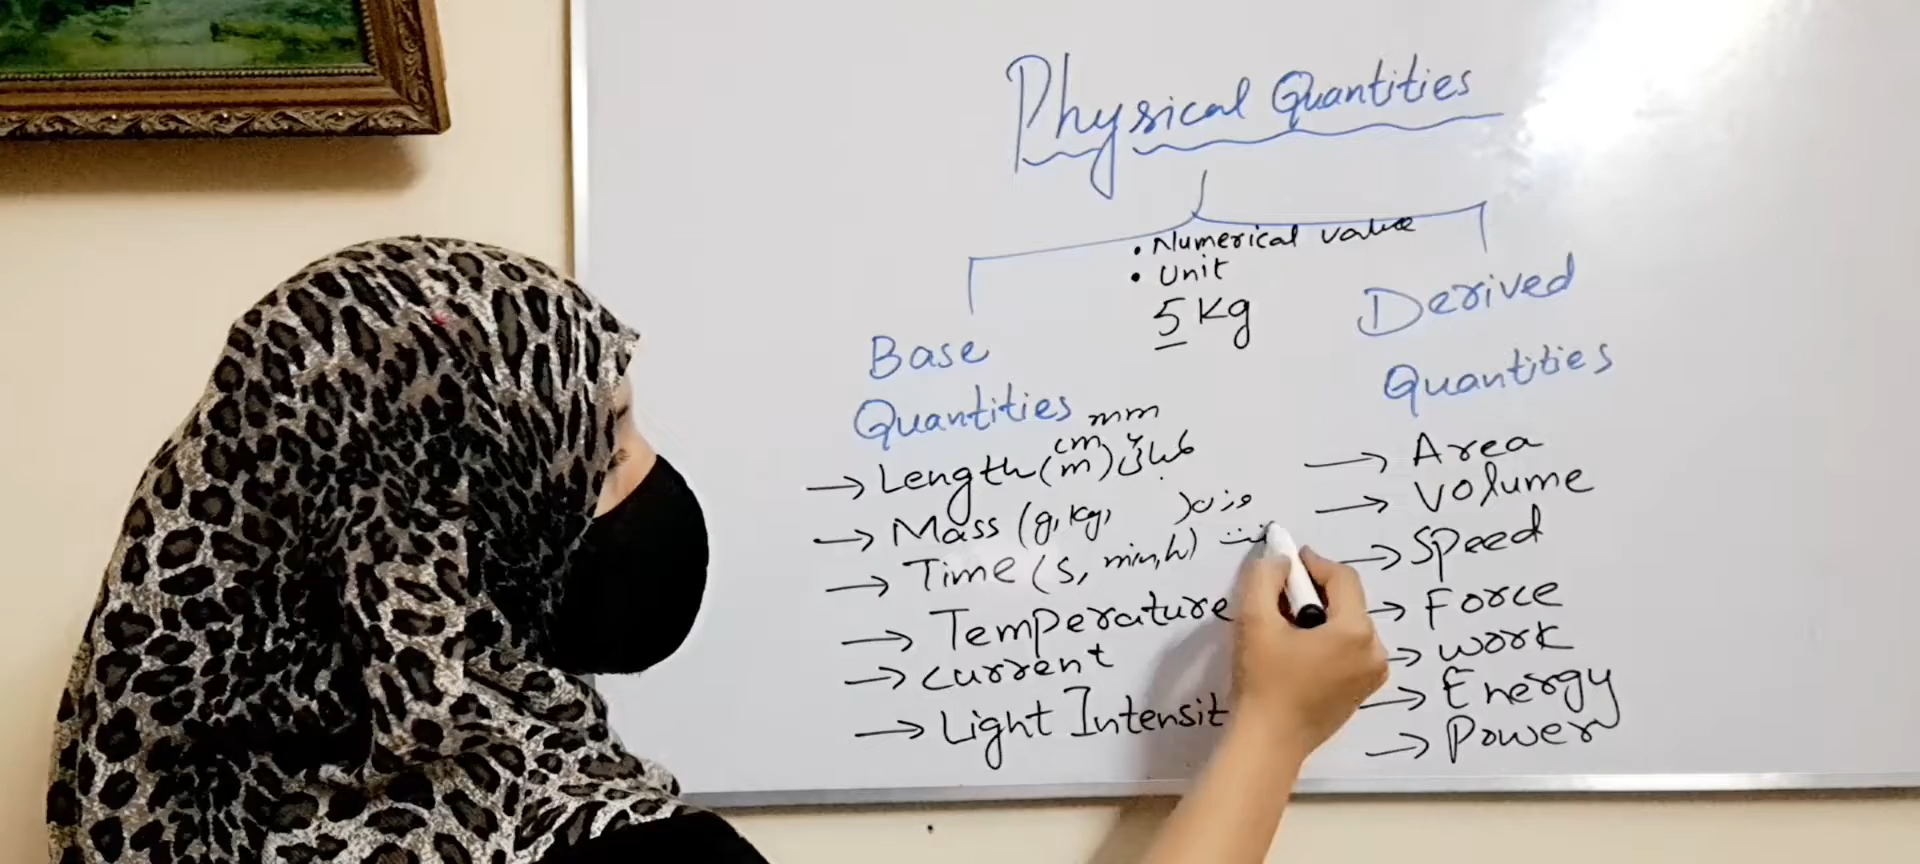 Physical Quantities
• Numerical value
• Unit
5 Kg
Base
Quantities
mm
cm
→ Length (m) لمبائی
→ Mass (g, kg, ) وزن
→ Time (s, min, h)
→ Temperature
→ current
→ Light Intensit
Derived
Quantities
→ Area
→ Volume
→ Speed
→ Force
→ work
→ Energy
→ Power